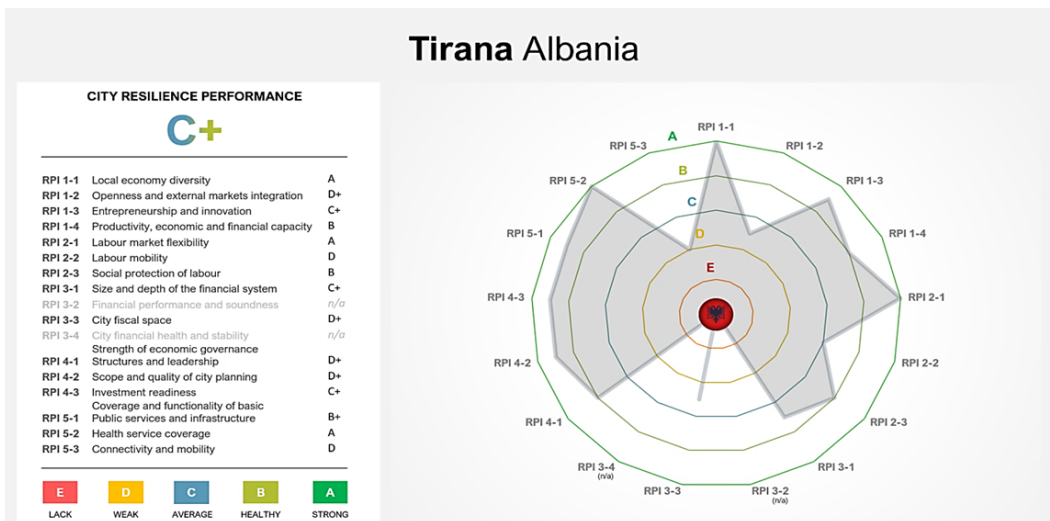 Tirana Albania
CITY RESILIENCE PERFORMANCE
C+
RPI 1-1 Local economy diversity A
RPI 1-2 Openness and external markets integration D+
RPI 1-3 Entrepreneurship and innovation C+
RPI 1-4 Productivity, economic and financial capacity B
RPI 2-1 Labour market flexibility A
RPI 2-2 Labour mobility D
RPI 2-3 Social protection of labour B
RPI 3-1 Size and depth of the financial system C+
RPI 3-2 Financial performance and soundness n/a
RPI 3-3 City fiscal space D+
RPI 3-4 City financial health and stability n/a
Strength of economic governance
RPI 4-1 Structures and leadership D+
RPI 4-2 Scope and quality of city planning D+
RPI 4-3 Investment readiness C+
Coverage and functionality of basic
RPI 5-1 Public services and infrastructure B+
RPI 5-2 Health service coverage A
RPI 5-3 Connectivity and mobility D
E D C B A
LACK WEAK AVERAGE HEALTHY STRONG
A
B
C
D
E
RPI 1-1
RPI 1-2
RPI 1-3
RPI 1-4
RPI 2-1
RPI 2-2
RPI 2-3
RPI 3-1
RPI 3-2
(n/a)
RPI 3-3
RPI 3-4
(n/a)
RPI 4-1
RPI 4-2
RPI 4-3
RPI 5-1
RPI 5-2
RPI 5-3